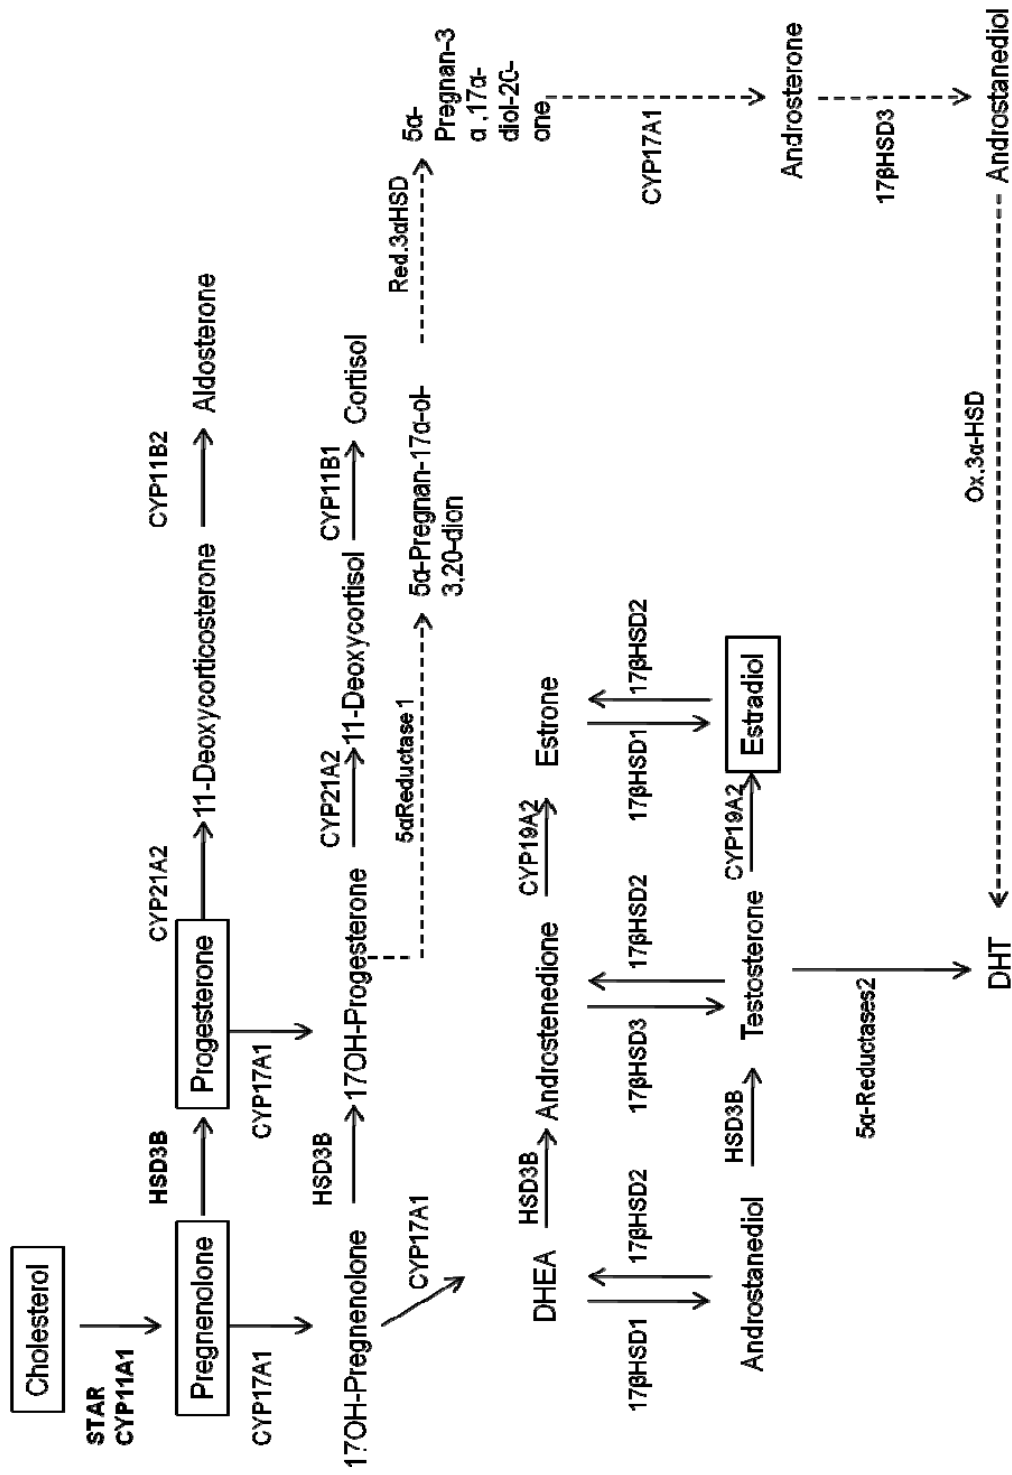 Cholesterol
STAR
CYP11A1
Pregnenolone
HSD3B
Progesterone
CYP21A2
11-Deoxycorticosterone
CYP11B2
Aldosterone
CYP17A1
CYP17A1
17OH-Pregnenolone
HSD3B
17OH-Progesterone
CYP21A2
11-Deoxycortisol
CYP11B1
Cortisol
CYP17A1
5αReductase1
5α-Pregnan-17α-ol-
3,20-dion
Red.3αHSD
5α-
Pregnan-3
α,17α-
diol-20-
one
DHEA
HSD3B
Androstenedione
CYP19A2
Estrone
CYP17A1
17βHSD1
17βHSD2
17βHSD3
17βHSD2
17βHSD1
17βHSD2
Androstanediol
HSD3B
Testosterone
CYP19A2
Estradiol
Androsterone
5α-Reductases2
17βHSD3
DHT
Ox.3α-HSD
Androstanediol